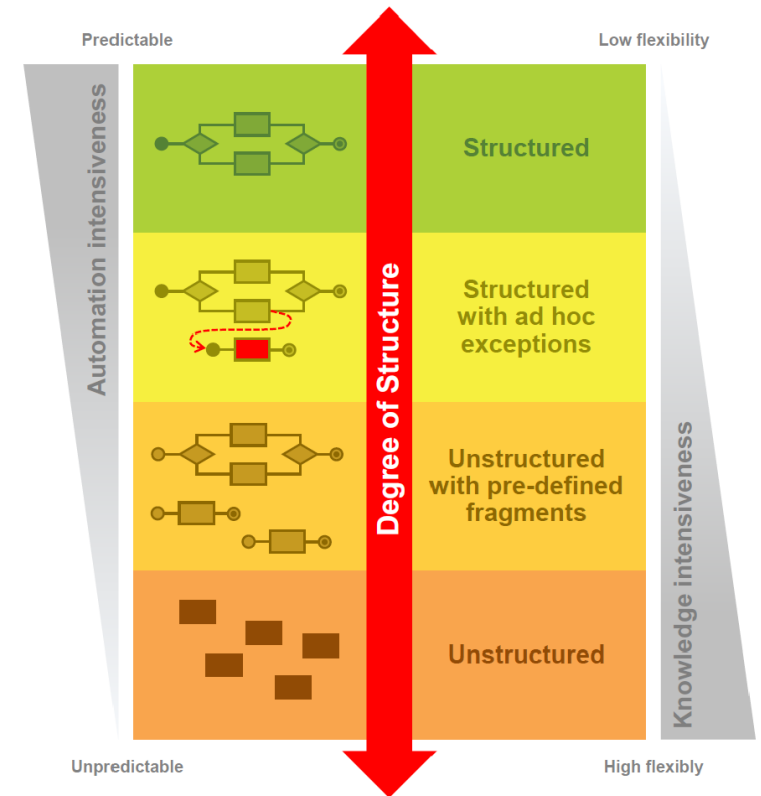 Predictable
Low flexibility
Automation intensiveness
Structured
Degree of Structure
Structured
with ad hoc
exceptions
Unstructured
with pre-defined
fragments
Knowledge intensiveness
Unstructured
Unpredictable
High flexibly